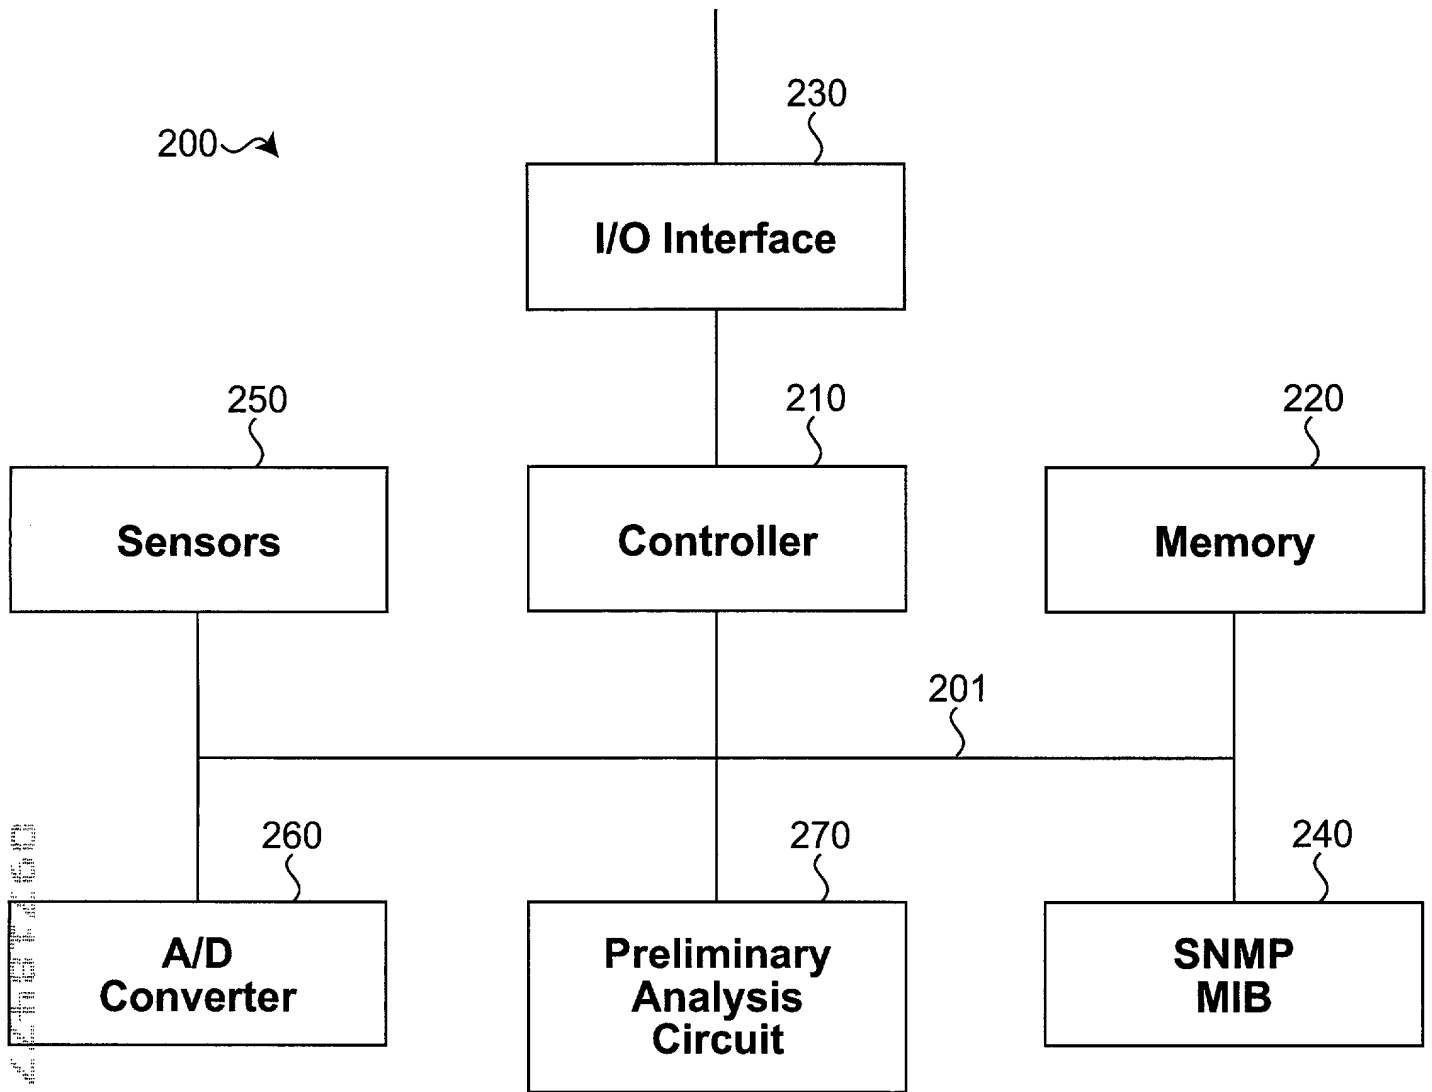 230
200
I/O Interface
250
210
220
Sensors
Controller
Memory
201
260
270
240
A/D
Converter
Preliminary
Analysis
Circuit
SNMP
MIB